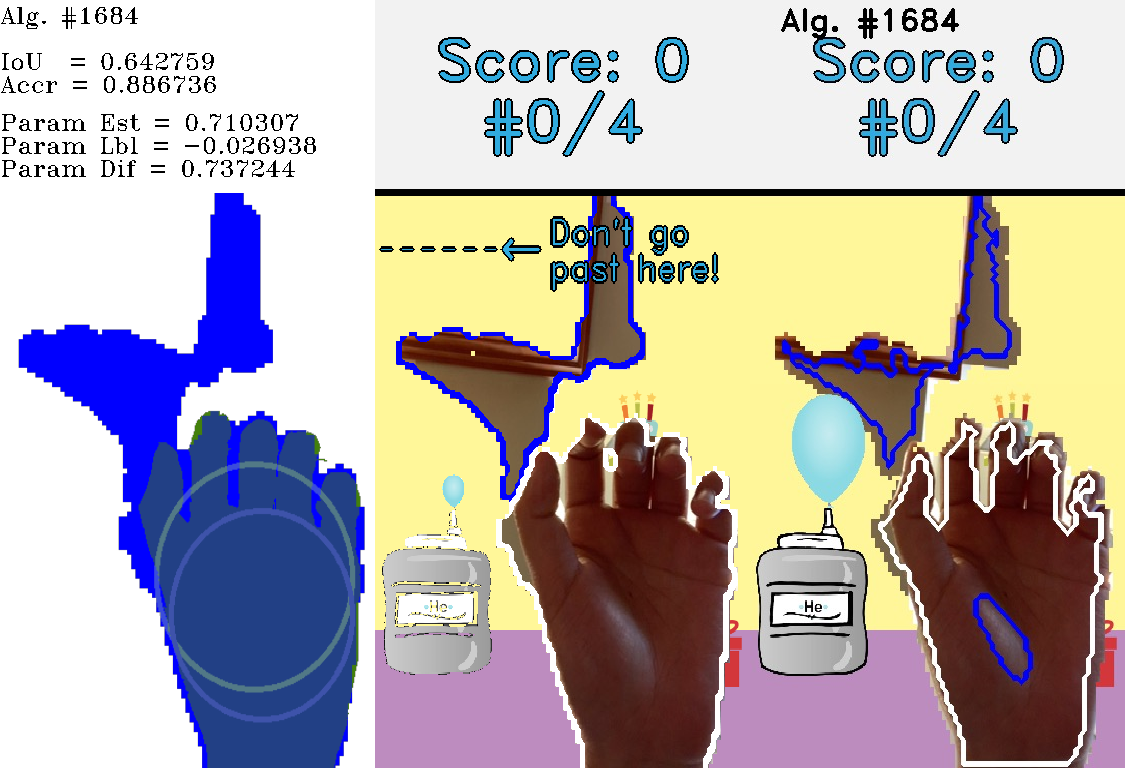 Alg. #1684
IoU = 0.642759
Accr = 0.886736
Param Est = 0.710307
Param Lbl = −0.026938
Param Dif = 0.737244
Score: 0
#0/4
Don't go
past here!
He
Alg. #1684
Score: 0
#0/4
He